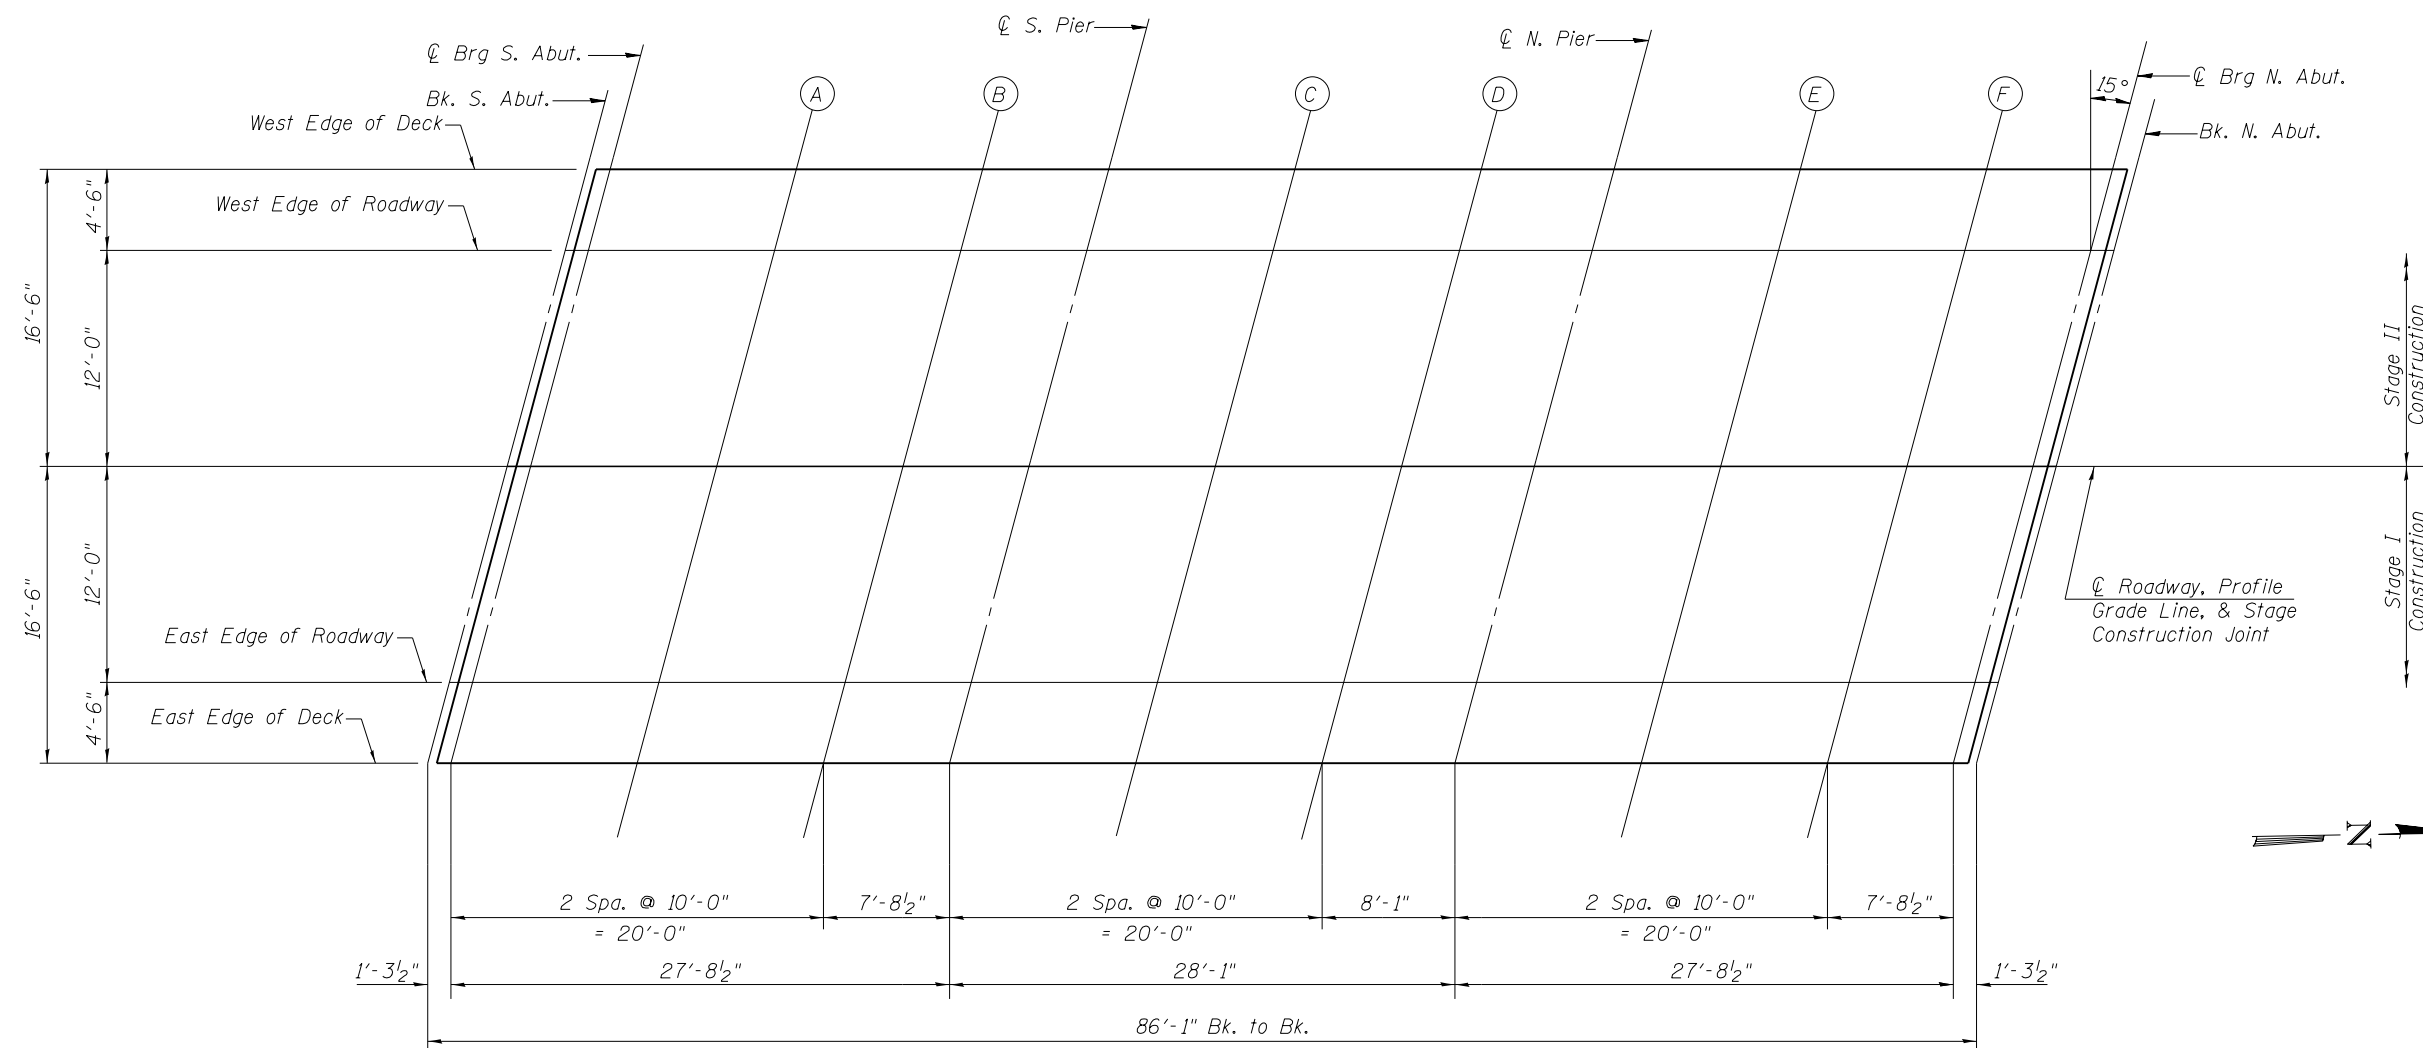 ℄ S. Pier
℄ N. Pier
℄ Brg S. Abut.
Bk. S. Abut.
West Edge of Deck
West Edge of Roadway
A
B
C
D
E
F
15°
℄ Brg N. Abut.
Bk. N. Abut.
16'-6"
4'-6"
12'-0"
16'-6"
12'-0"
4'-6"
East Edge of Roadway
East Edge of Deck
Stage II
Construction
Stage I
Construction
℄ Roadway, Profile
Grade Line, & Stage
Construction Joint
N
2 Spa. @ 10'-0"
= 20'-0"
7'-8½"
2 Spa. @ 10'-0"
= 20'-0"
8'-1"
2 Spa. @ 10'-0"
= 20'-0"
7'-8½"
1'-3½"
27'-8½"
28'-1"
27'-8½"
1'-3½"
86'-1" Bk. to Bk.